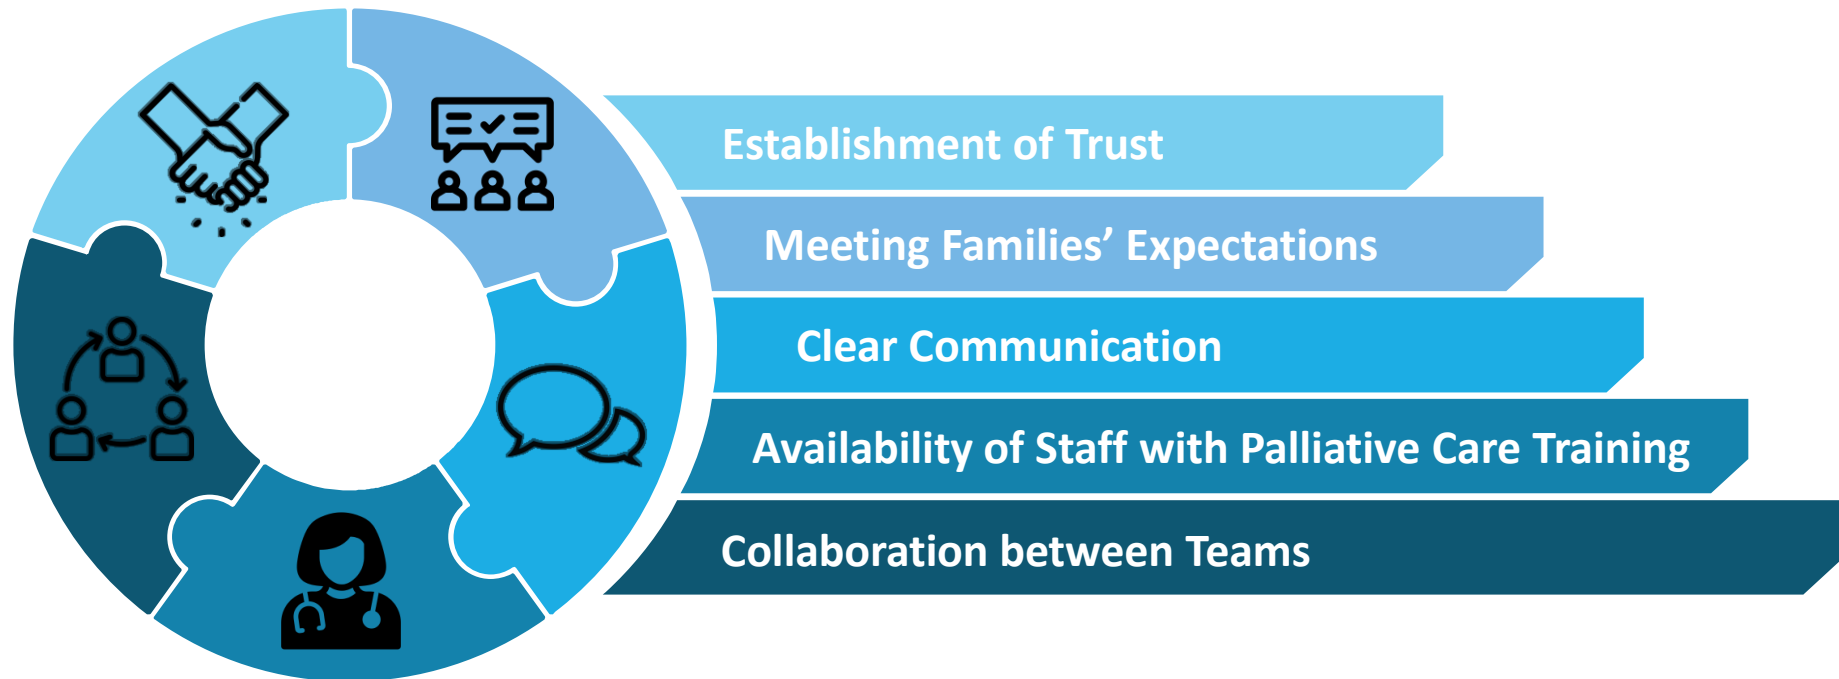 Establishment of Trust
Meeting Families’ Expectations
Clear Communication
Availability of Staff with Palliative Care Training
Collaboration between Teams